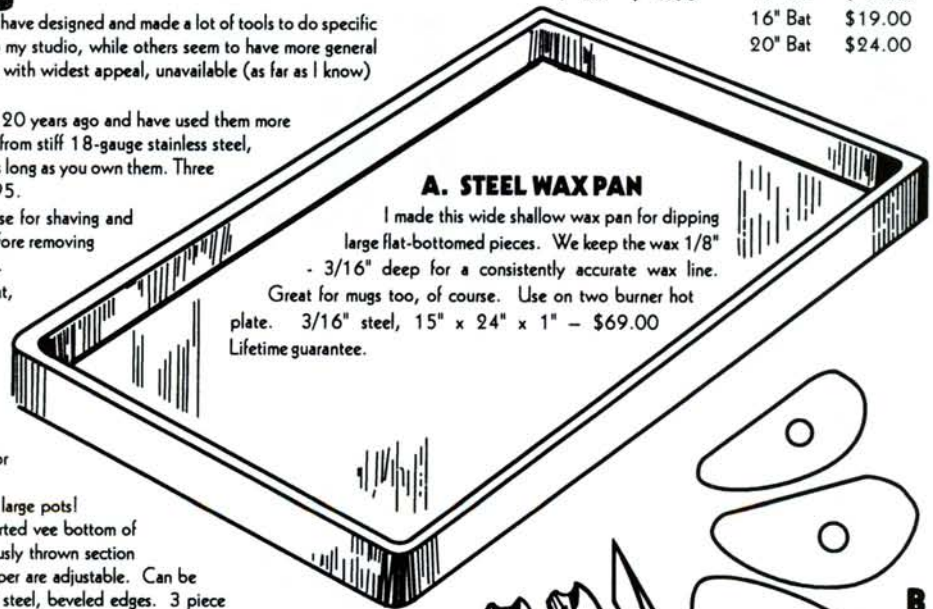 have designed and made a lot of tools to do specific
my studio, while others seem to have more general
with widest appeal, unavailable (as far as I know)
20 years ago and have used them more
from stiff 18-gauge stainless steel,
long as you own them. Three
95.
se for shaving and
ore removing
16" Bat $19.00
20" Bat $24.00
A. STEEL WAX PAN
I made this wide shallow wax pan for dipping
large flat-bottomed pieces. We keep the wax 1/8"
- 3/16" deep for a consistently accurate wax line.
Great for mugs too, of course. Use on two burner hot
plate. 3/16" steel, 15" x 24" x 1" – $69.00
Lifetime guarantee.
or
large pots!
rted vee bottom of
usly thrown section
per are adjustable. Can be
steel, beveled edges. 3 piece
B